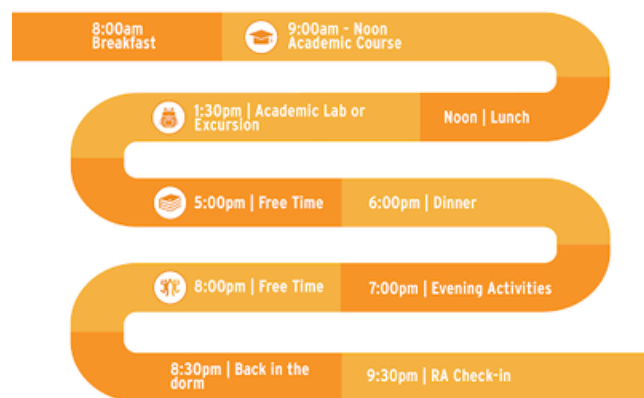 8:00am
Breakfast
9:00am - Noon
Academic Course
Noon | Lunch
1:30pm | Academic Lab or
Excursion
5:00pm | Free Time
6:00pm | Dinner
7:00pm | Evening Activities
8:00pm | Free Time
8:30pm | Back in the
dorm
9:30pm | RA Check-in